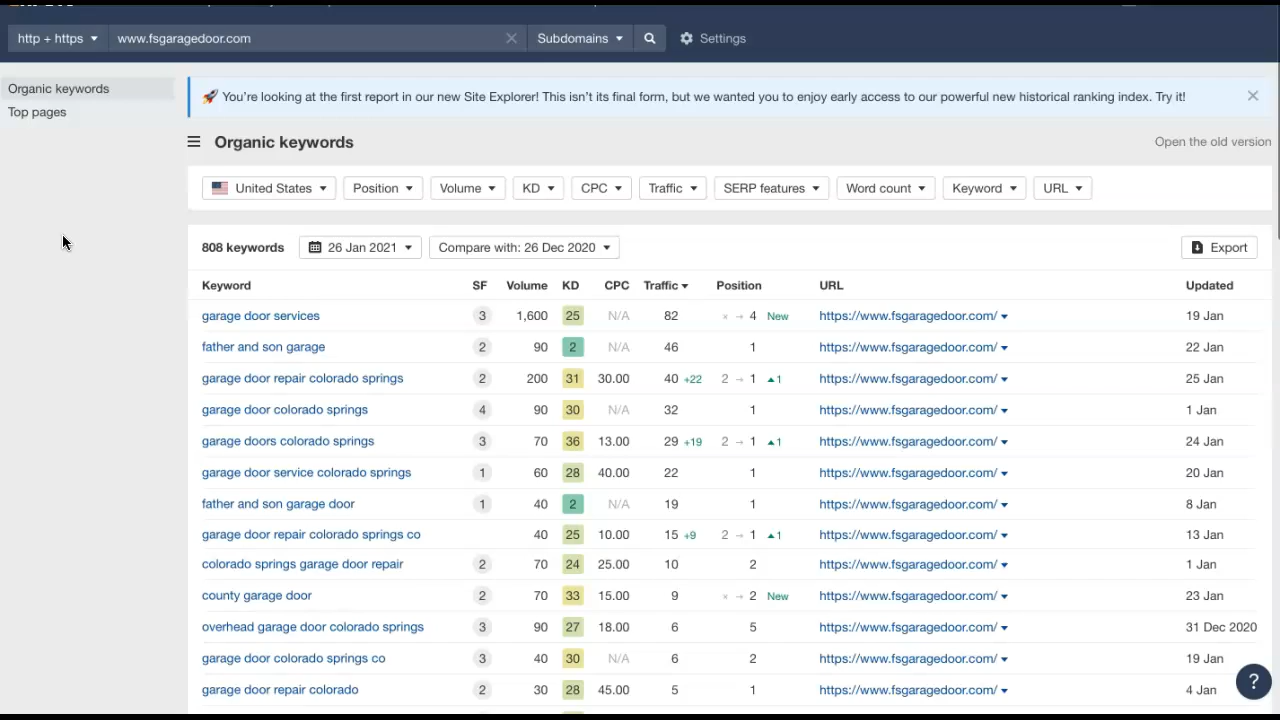 http + https www.fsgaragedoor.com Subdomains Settings
Organic keywords
Top pages
🚀 You're looking at the first report in our new Site Explorer! This isn't its final form, but we wanted you to enjoy early access to our powerful new historical ranking index. Try it!
Organic keywords Open the old version
United States Position Volume KD CPC Traffic SERP features Word count Keyword URL
808 keywords 26 Jan 2021 Compare with: 26 Dec 2020 Export
Keyword SF Volume KD CPC Traffic Position URL Updated
garage door services 3 1,600 25 N/A 82 × → 4 New https://www.fsgaragedoor.com/ 19 Jan
father and son garage 2 90 2 N/A 46 1 https://www.fsgaragedoor.com/ 22 Jan
garage door repair colorado springs 2 200 31 30.00 40 +22 2 → 1 ▲1 https://www.fsgaragedoor.com/ 25 Jan
garage door colorado springs 4 90 30 N/A 32 1 https://www.fsgaragedoor.com/ 1 Jan
garage doors colorado springs 3 70 36 13.00 29 +19 2 → 1 ▲1 https://www.fsgaragedoor.com/ 24 Jan
garage door service colorado springs 1 60 28 40.00 22 1 https://www.fsgaragedoor.com/ 20 Jan
father and son garage door 1 40 2 N/A 19 1 https://www.fsgaragedoor.com/ 8 Jan
garage door repair colorado springs co 40 25 10.00 15 +9 2 → 1 ▲1 https://www.fsgaragedoor.com/ 13 Jan
colorado springs garage door repair 2 70 24 25.00 10 2 https://www.fsgaragedoor.com/ 1 Jan
county garage door 2 70 33 15.00 9 × → 2 New https://www.fsgaragedoor.com/ 23 Jan
overhead garage door colorado springs 3 90 27 18.00 6 5 https://www.fsgaragedoor.com/ 31 Dec 2020
garage door colorado springs co 3 40 30 N/A 6 2 https://www.fsgaragedoor.com/ 19 Jan
garage door repair colorado 2 30 28 45.00 5 1 https://www.fsgaragedoor.com/ 4 Jan
?